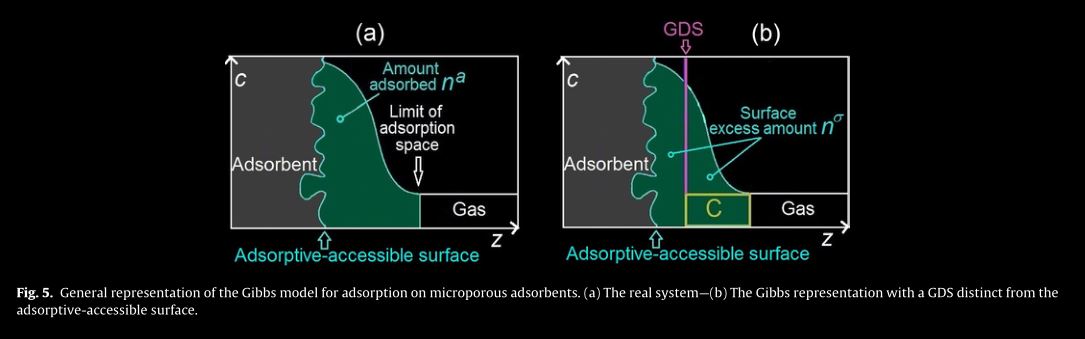 (a)
c
Amount
adsorbed nᵃ
Limit of
adsorption
space
Adsorbent
Gas
z
Adsorptive-accessible surface
GDS
(b)
c
Surface
excess amount n^σ
Adsorbent
C
Gas
z
Adsorptive-accessible surface
Fig. 5. General representation of the Gibbs model for adsorption on microporous adsorbents. (a) The real system—(b) The Gibbs representation with a GDS distinct from the
adsorptive-accessible surface.